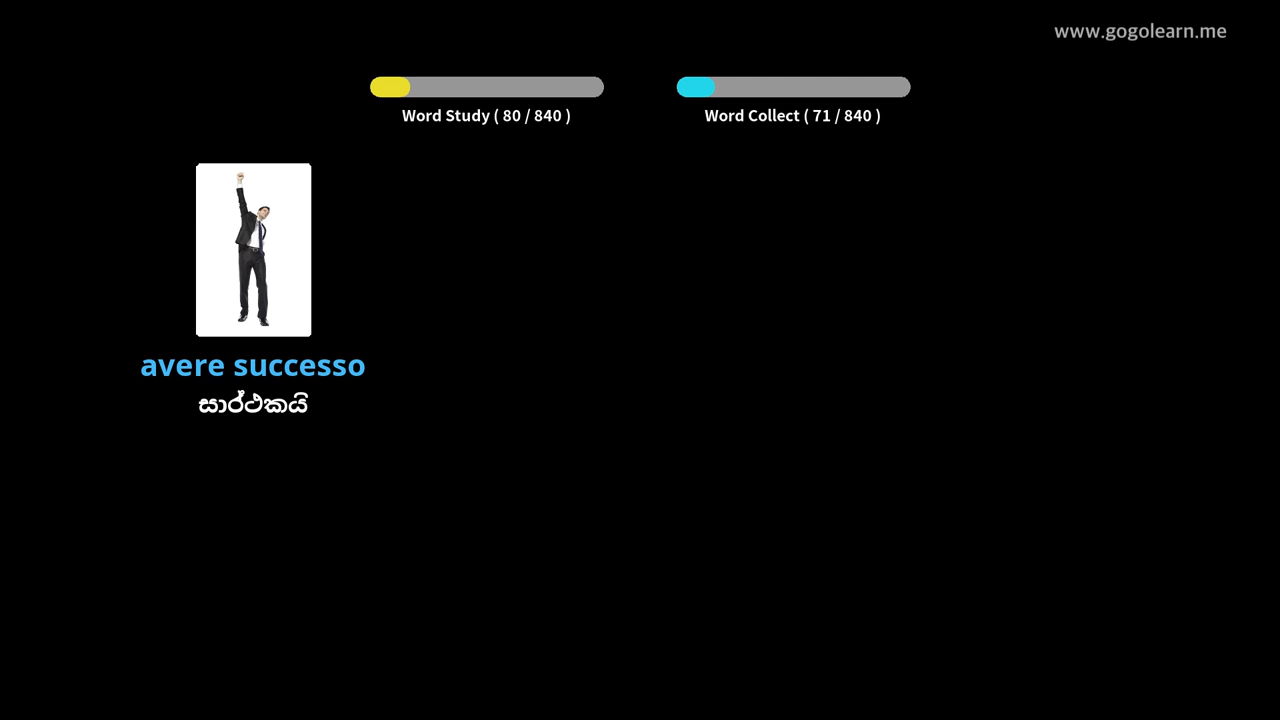 www.gogolearn.me
Word Study ( 80 / 840 )
Word Collect ( 71 / 840 )
avere successo
සාර්ථකයි